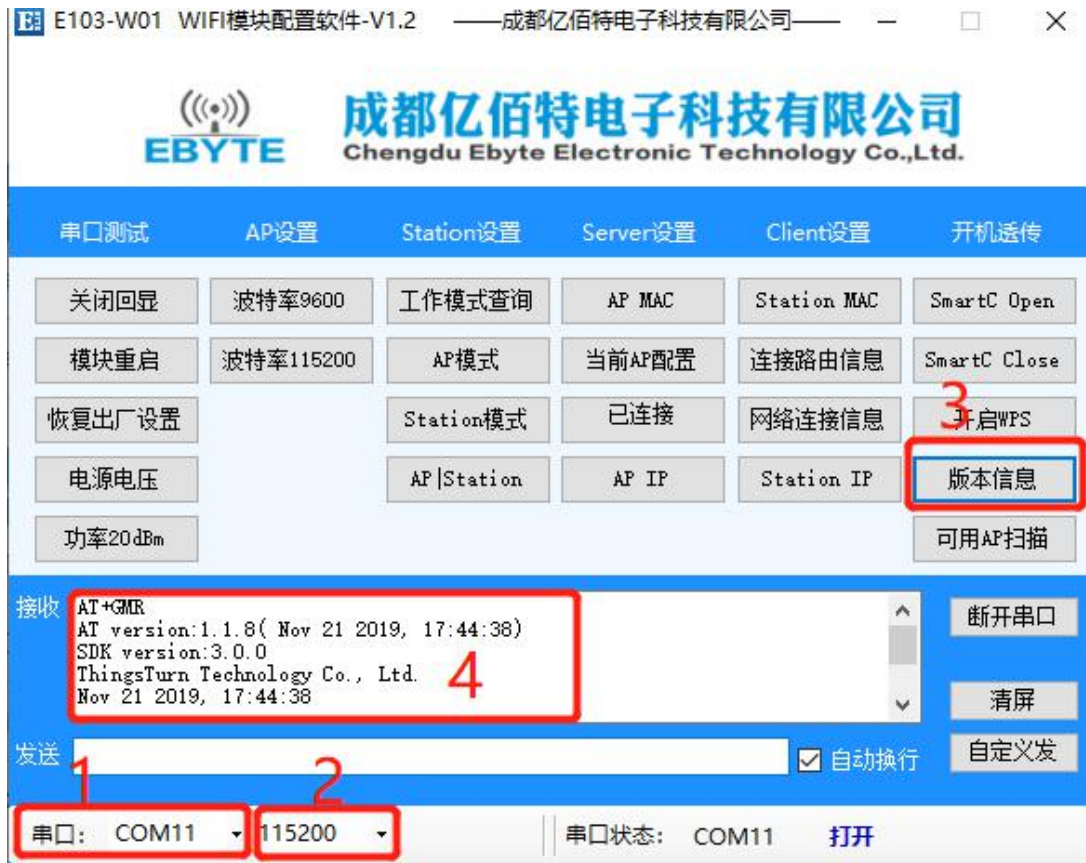 E103-W01 WIFI模块配置软件-V1.2 ——成都亿佰特电子科技有限公司——
EBYTE
成都亿佰特电子科技有限公司
Chengdu Ebyte Electronic Technology Co.,Ltd.
串口测试 AP设置 Station设置 Server设置 Client设置 开机透传
关闭回显 波特率9600 工作模式查询 AP MAC Station MAC SmartC Open
模块重启 波特率115200 AP模式 当前AP配置 连接路由信息 SmartC Close
恢复出厂设置 Station模式 已连接 网络连接信息 3 开启WPS
电源电压 AP|Station AP IP Station IP 版本信息
功率20dBm 可用AP扫描
接收 AT+GMR 断开串口
AT version:1.1.8( Nov 21 2019, 17:44:38)
SDK version:3.0.0
ThingsTurn Technology Co., Ltd. 4
Nov 21 2019, 17:44:38 清屏
发送 自动换行 自定义发
1 2
串口: COM11 115200 串口状态: COM11 打开